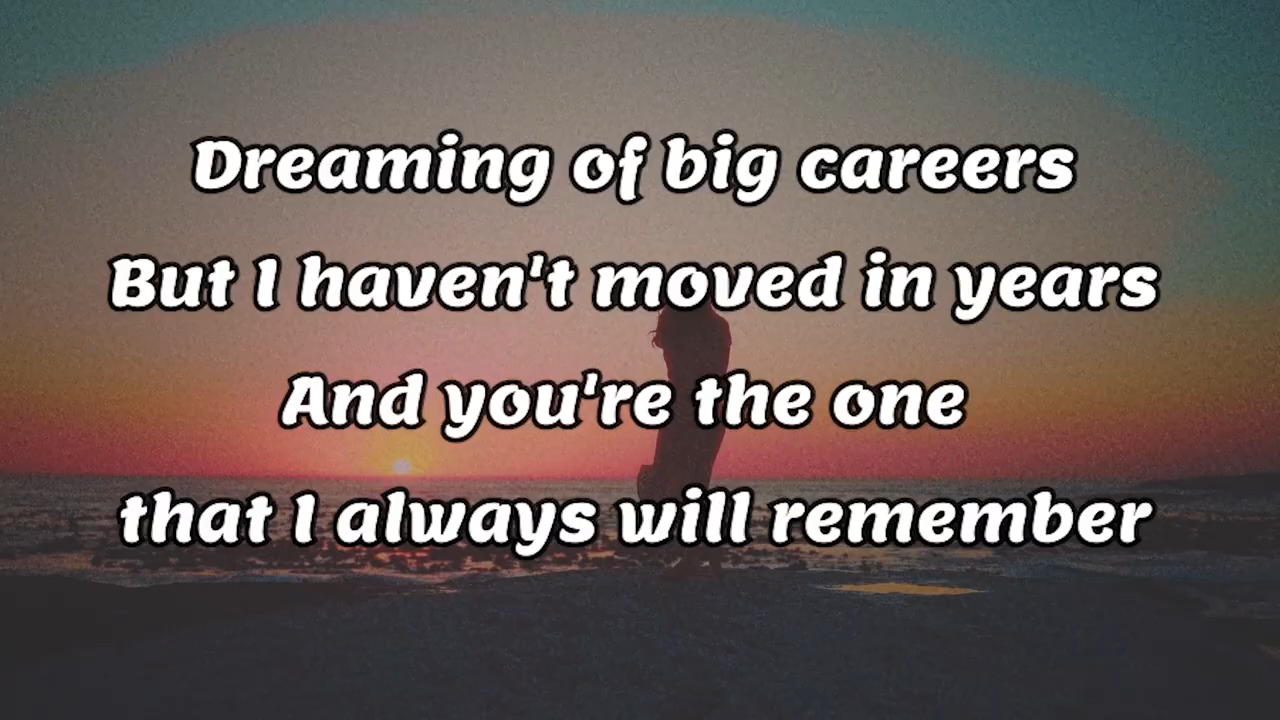 Dreaming of big careers
But I haven't moved in years
And you're the one
that I always will remember